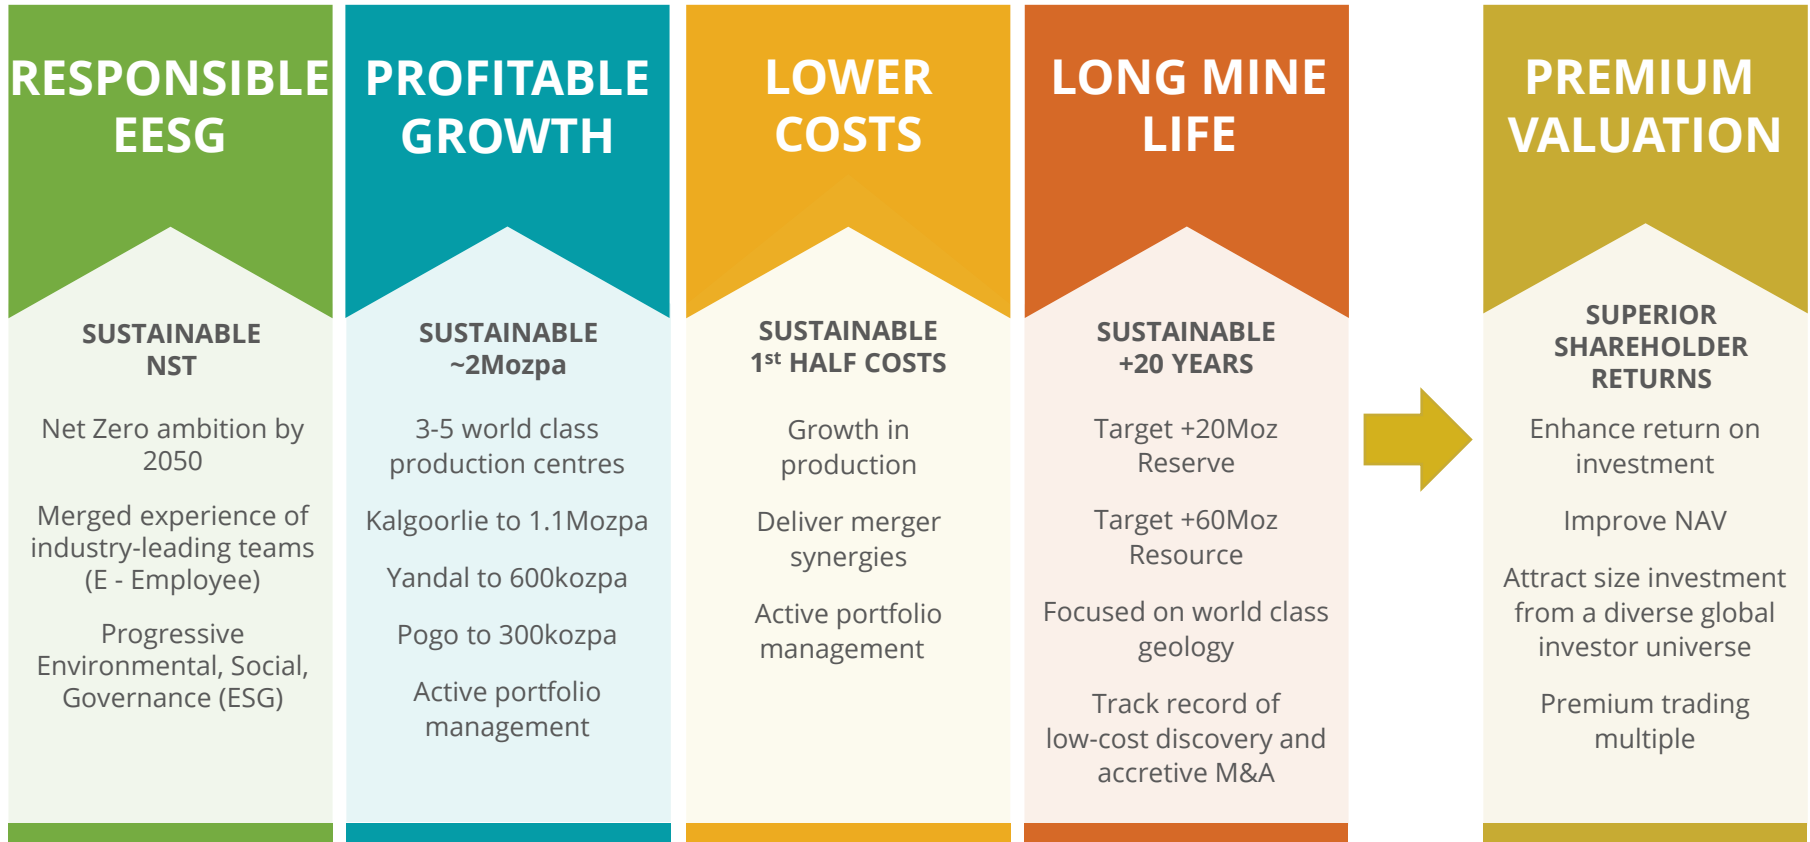 RESPONSIBLE
EESG
SUSTAINABLE
NST
Net Zero ambition by
2050
Merged experience of
industry-leading teams
(E - Employee)
Progressive
Environmental, Social,
Governance (ESG)
PROFITABLE
GROWTH
SUSTAINABLE
~2Mozpa
3-5 world class
production centres
Kalgoorlie to 1.1Mozpa
Yandal to 600kozpa
Pogo to 300kozpa
Active portfolio
management
LOWER
COSTS
SUSTAINABLE
1st HALF COSTS
Growth in
production
Deliver merger
synergies
Active portfolio
management
LONG MINE
LIFE
SUSTAINABLE
+20 YEARS
Target +20Moz
Reserve
Target +60Moz
Resource
Focused on world class
geology
Track record of
low-cost discovery and
accretive M&A
PREMIUM
VALUATION
SUPERIOR
SHAREHOLDER
RETURNS
Enhance return on
investment
Improve NAV
Attract size investment
from a diverse global
investor universe
Premium trading
multiple